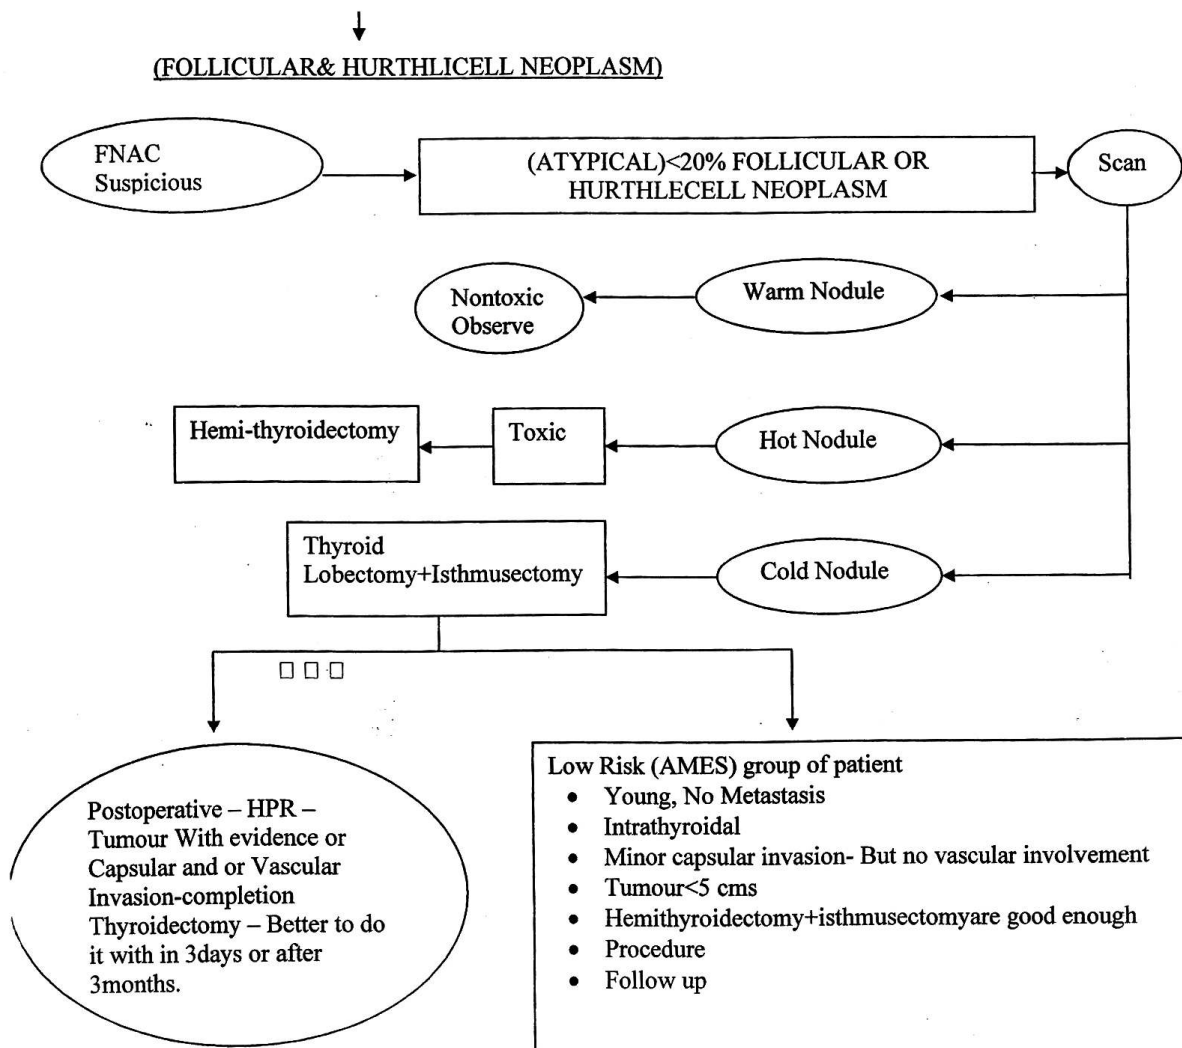 (FOLLICULAR& HURTHLICELL NEOPLASM)
FNAC
Suspicious
(ATYPICAL)<20% FOLLICULAR OR
HURTHLECELL NEOPLASM
Scan
Warm Nodule
Nontoxic
Observe
Hot Nodule
Toxic
Hemi-thyroidectomy
Cold Nodule
Thyroid
Lobectomy+Isthmusectomy
Postoperative – HPR –
Tumour With evidence or
Capsular and or Vascular
Invasion-completion
Thyroidectomy – Better to do
it with in 3days or after
3months.
Low Risk (AMES) group of patient
• Young, No Metastasis
• Intrathyroidal
• Minor capsular invasion- But no vascular involvement
• Tumour<5 cms
• Hemithyroidectomy+isthmusectomyare good enough
• Procedure
• Follow up